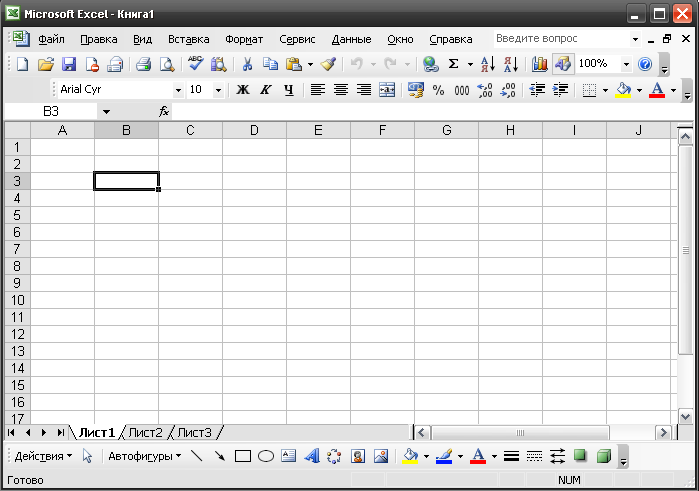 Microsoft Excel - Книга1
Файл Правка Вид Вставка Формат Сервис Данные Окно Справка Введите вопрос
Σ А Я Я А 100% ?
Arial Cyr 10 Ж К Ч % 000 ,00 ,0 А
B3 fx
A B C D E F G H I J
1
2
3
4
5
6
7
8
9
10
11
12
13
14
15
16
17
Лист1 Лист2 Лист3
Действия Автофигуры А
Готово NUM